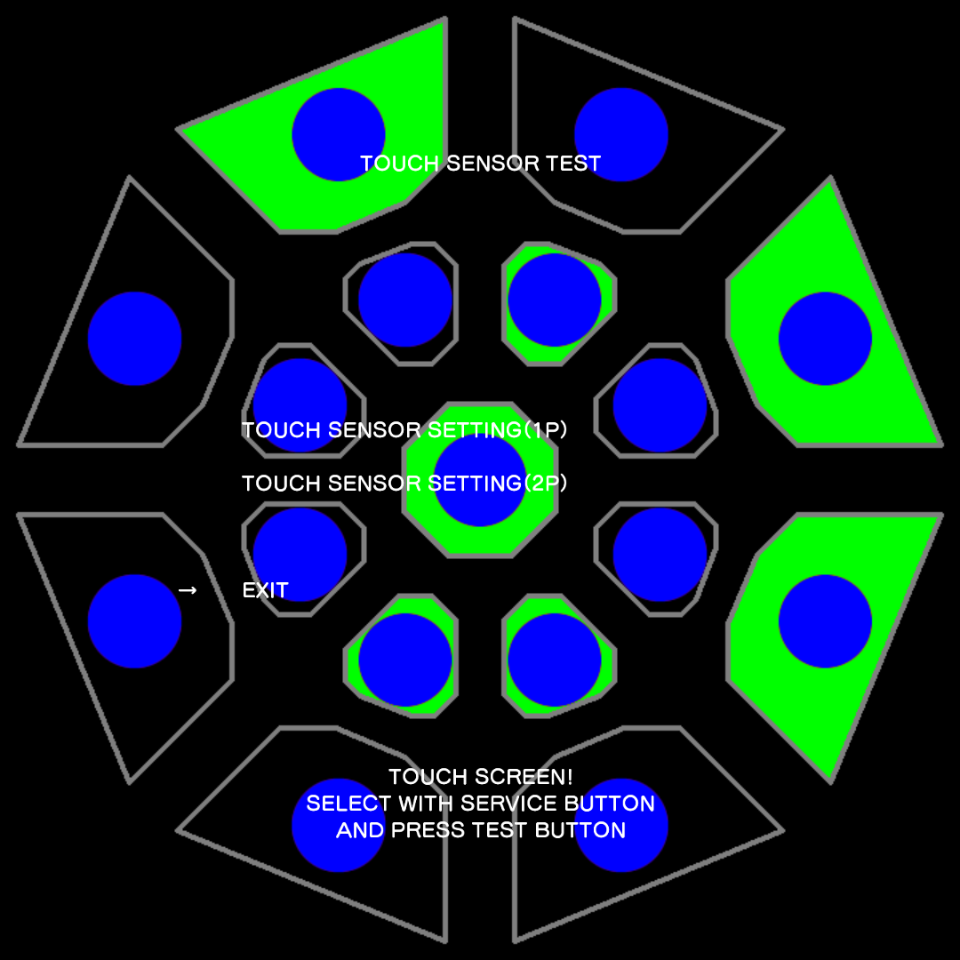 TOUCH SENSOR TEST
TOUCH SENSOR SETTING(1P)
TOUCH SENSOR SETTING(2P)
→ EXIT
TOUCH SCREEN!
SELECT WITH SERVICE BUTTON
AND PRESS TEST BUTTON